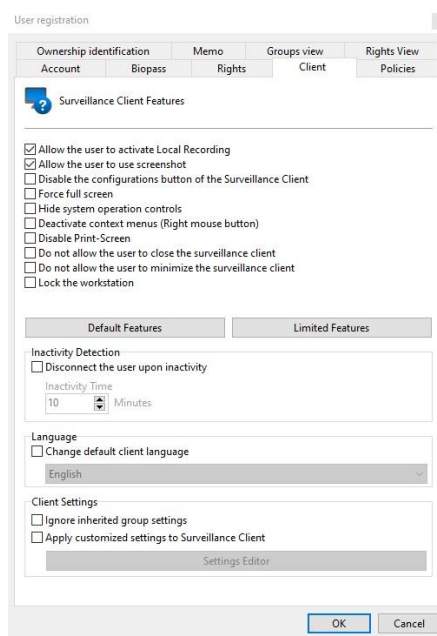 User registration
Ownership identification Memo Groups view Rights View
Account Biopass Rights Client Policies
Surveillance Client Features
Allow the user to activate Local Recording
Allow the user to use screenshot
Disable the configurations button of the Surveillance Client
Force full screen
Hide system operation controls
Deactivate context menus (Right mouse button)
Disable Print-Screen
Do not allow the user to close the surveillance client
Do not allow the user to minimize the surveillance client
Lock the workstation
Default Features Limited Features
Inactivity Detection
Disconnect the user upon inactivity
Inactivity Time
10 Minutes
Language
Change default client language
English
Client Settings
Ignore inherited group settings
Apply customized settings to Surveillance Client
Settings Editor
OK Cancel